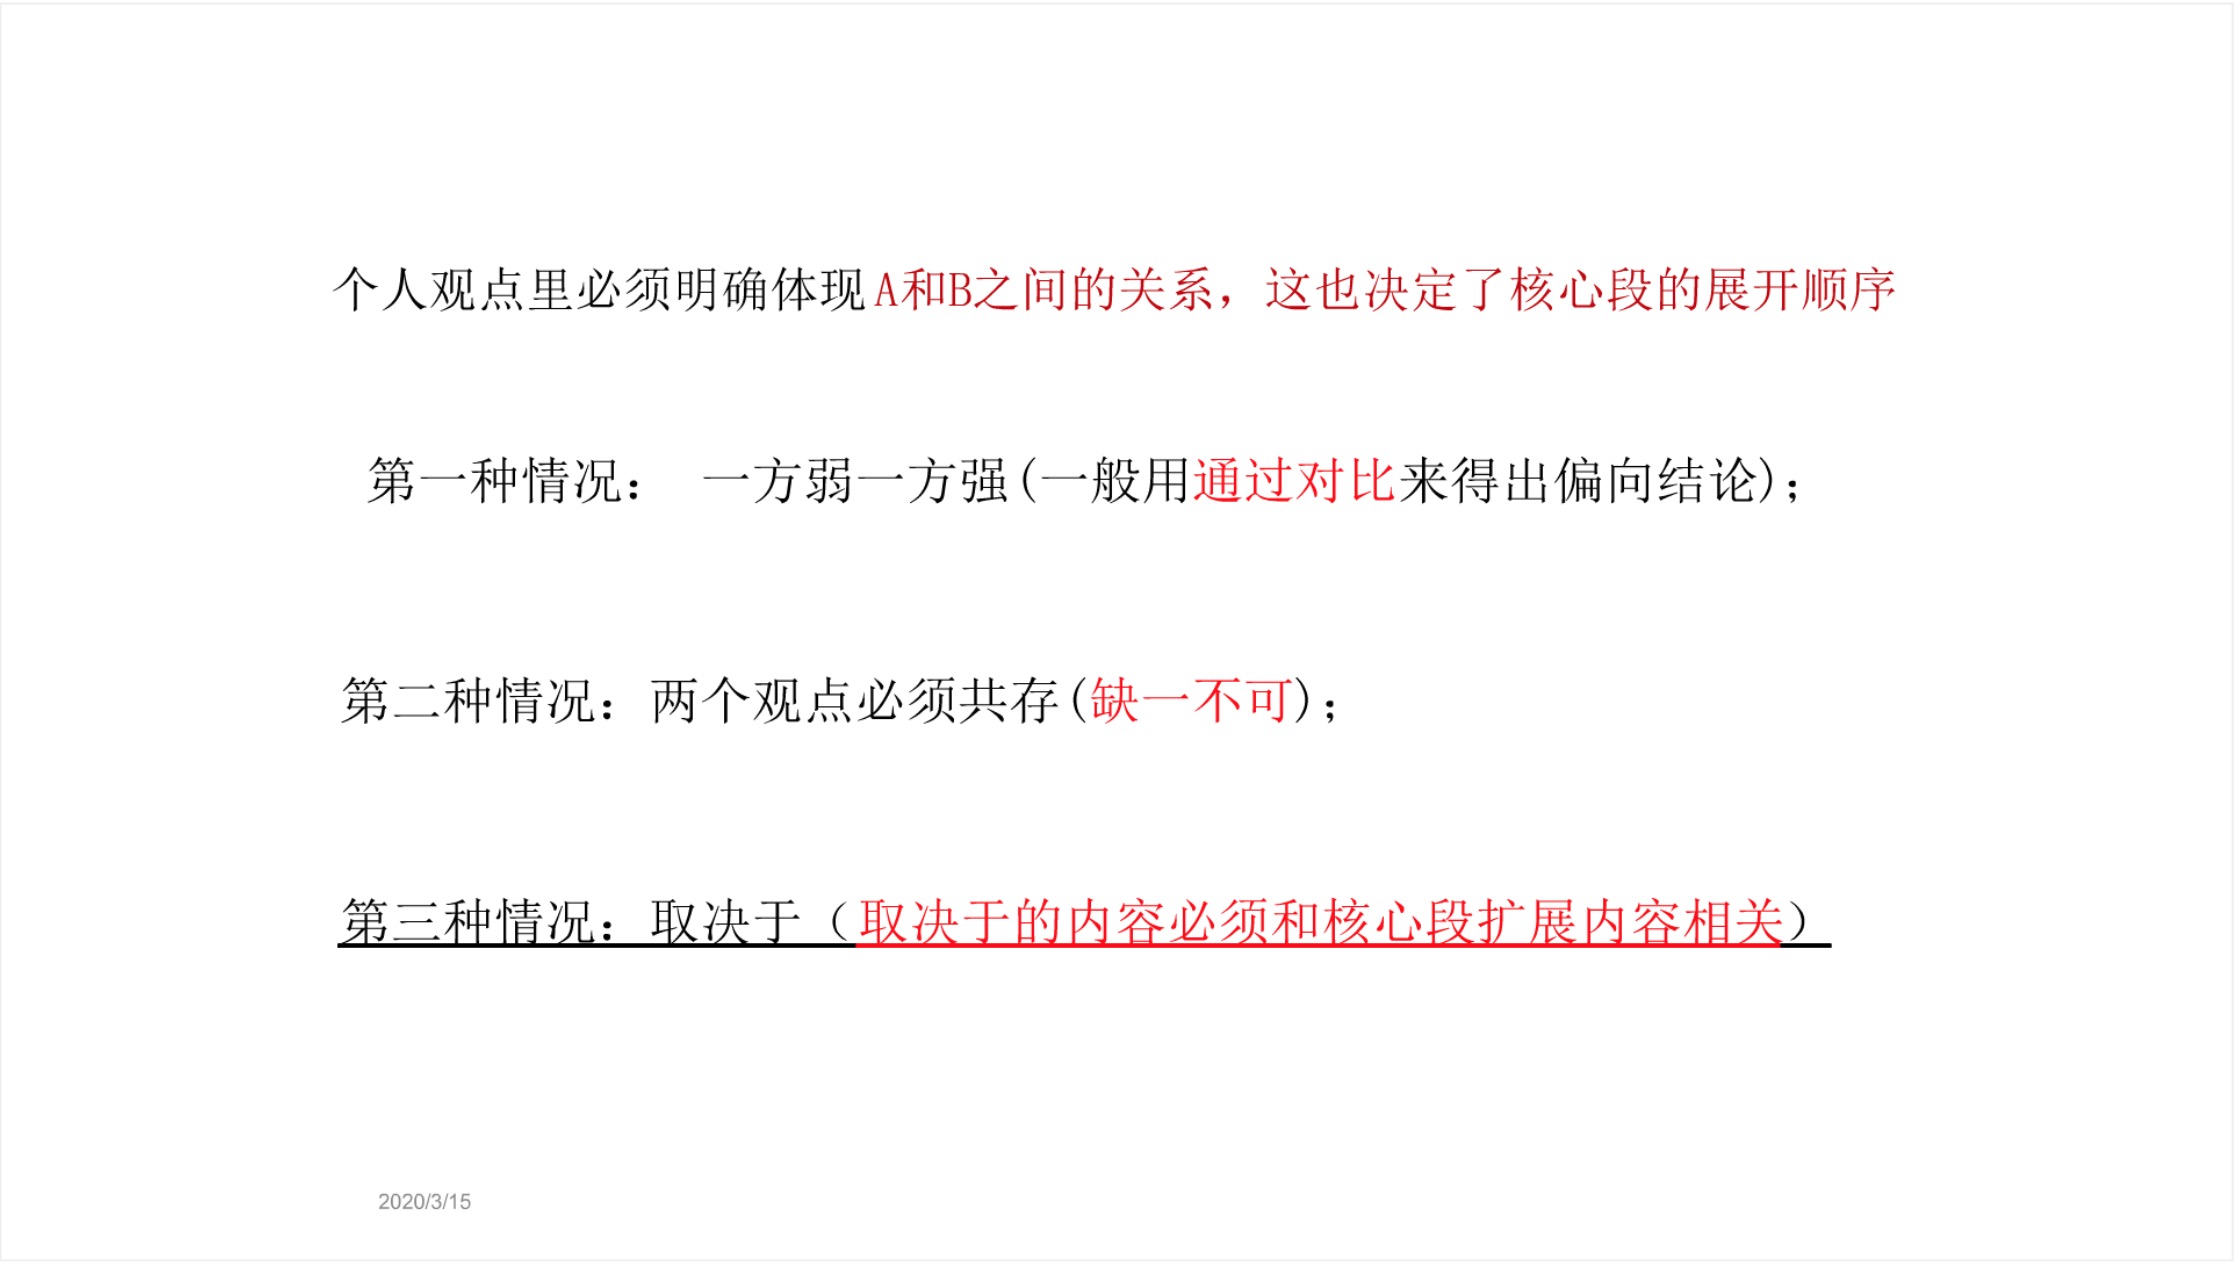 个人观点里必须明确体现A和B之间的关系，这也决定了核心段的展开顺序
第一种情况： 一方弱一方强(一般用通过对比来得出偏向结论)；
第二种情况：两个观点必须共存(缺一不可)；
第三种情况：取决于（取决于的内容必须和核心段扩展内容相关）
2020/3/15